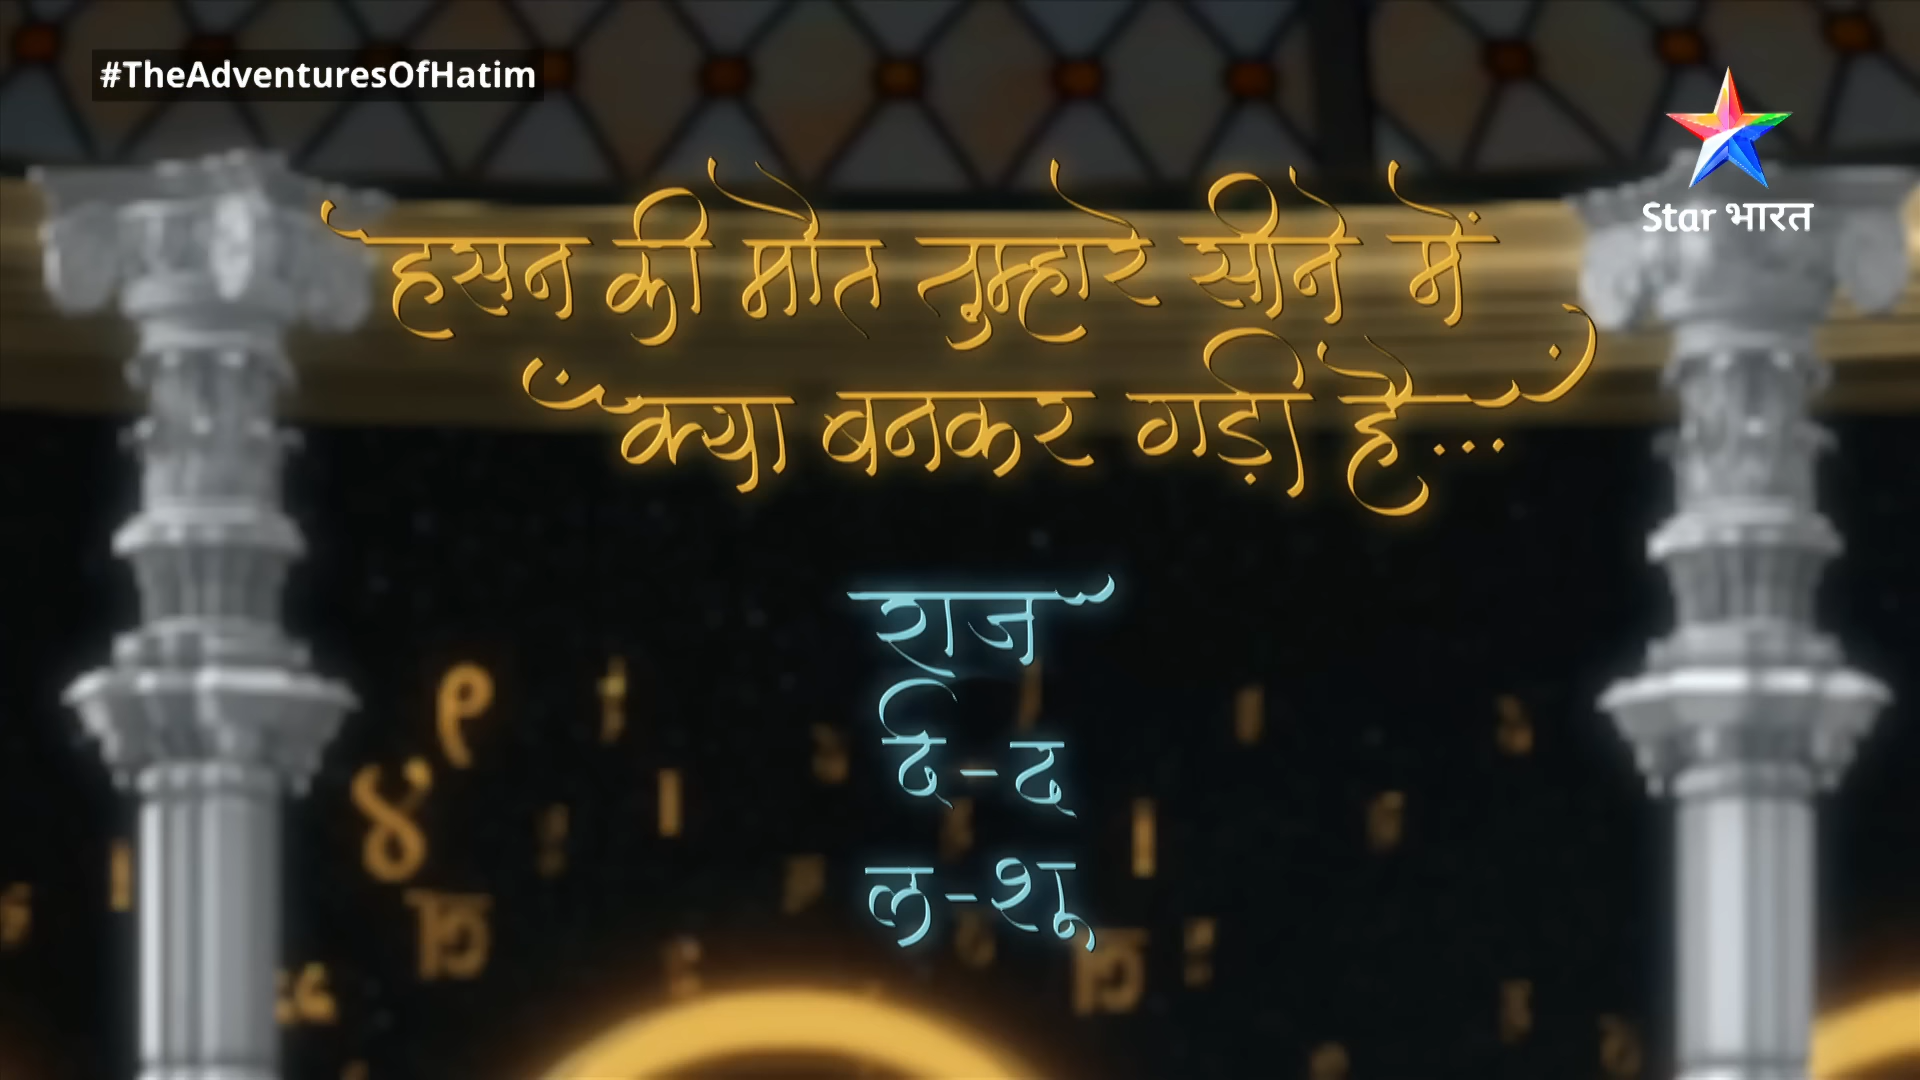 #TheAdventuresOfHatim
Star भारत
हसन की मौत तुम्हारे सीने में
क्या बनकर गड़ी है...
राज
दि-द
ल-शू